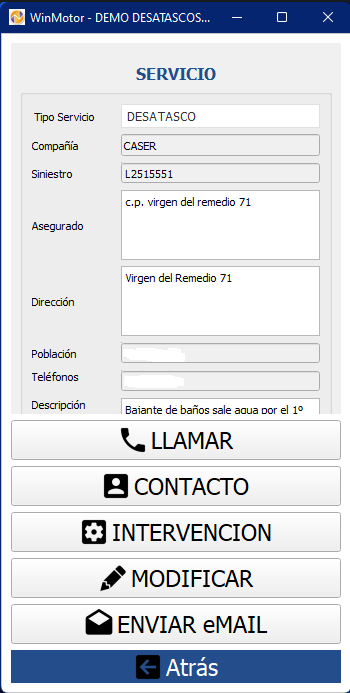 WinMotor - DEMO DESATASCOS...
SERVICIO
Tipo Servicio DESATASCO
Compañía CASER
Siniestro L2515551
Asegurado c.p. virgen del remedio 71
Dirección Virgen del Remedio 71
Población
Teléfonos
Descripción Bajante de baños sale agua por el 1º
LLAMAR
CONTACTO
INTERVENCION
MODIFICAR
ENVIAR eMAIL
Atrás